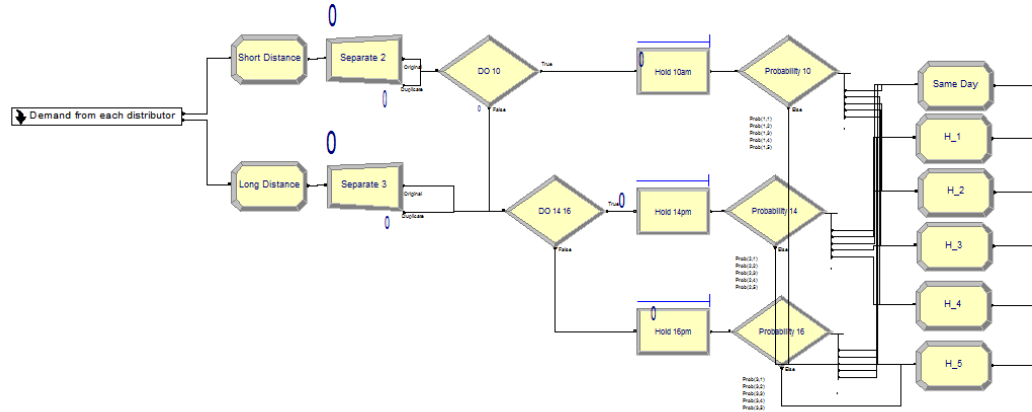 0
Short Distance
Separate 2
Original
Duplicate
0
DO 10
True
0
False
0
Hold 10am
Probability 10
Else
Prob(1,1)
Prob(1,2)
Prob(1,3)
Prob(1,4)
Prob(1,5)
Same Day
Demand from each distributor
H_1
0
Long Distance
Separate 3
Original
Duplicate
0
DO 14 16
True
0
False
Hold 14pm
Probability 14
Else
Prob(2,1)
Prob(2,2)
Prob(2,3)
Prob(2,4)
Prob(2,5)
H_2
H_3
0
Hold 16pm
Probability 16
Else
Prob(3,1)
Prob(3,2)
Prob(3,3)
Prob(3,4)
Prob(3,5)
H_4
H_5